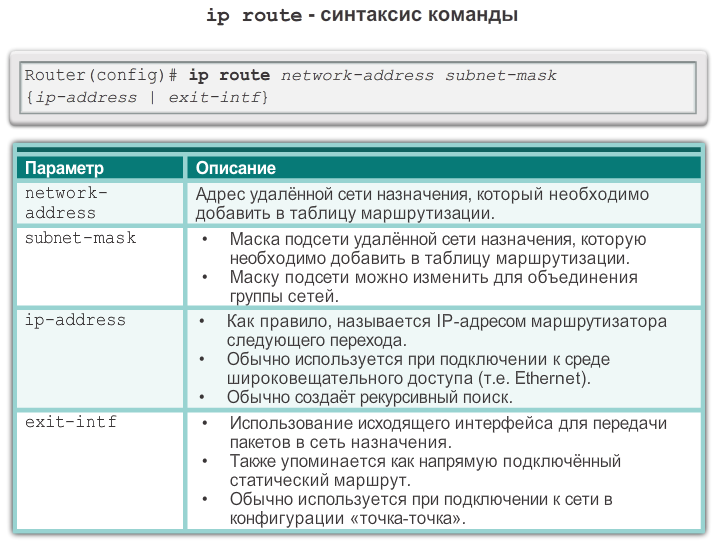 ip route - синтаксис команды
Router(config)# ip route network-address subnet-mask
{ip-address | exit-intf}
Параметр Описание
network-
address
Адрес удалённой сети назначения, который необходимо
добавить в таблицу маршрутизации.
subnet-mask
• Маска подсети удалённой сети назначения, которую
необходимо добавить в таблицу маршрутизации.
• Маску подсети можно изменить для объединения
группы сетей.
ip-address
• Как правило, называется IP-адресом маршрутизатора
следующего перехода.
• Обычно используется при подключении к среде
широковещательного доступа (т.е. Ethernet).
• Обычно создаёт рекурсивный поиск.
exit-intf
• Использование исходящего интерфейса для передачи
пакетов в сеть назначения.
• Также упоминается как напрямую подключённый
статический маршрут.
• Обычно используется при подключении к сети в
конфигурации «точка-точка».